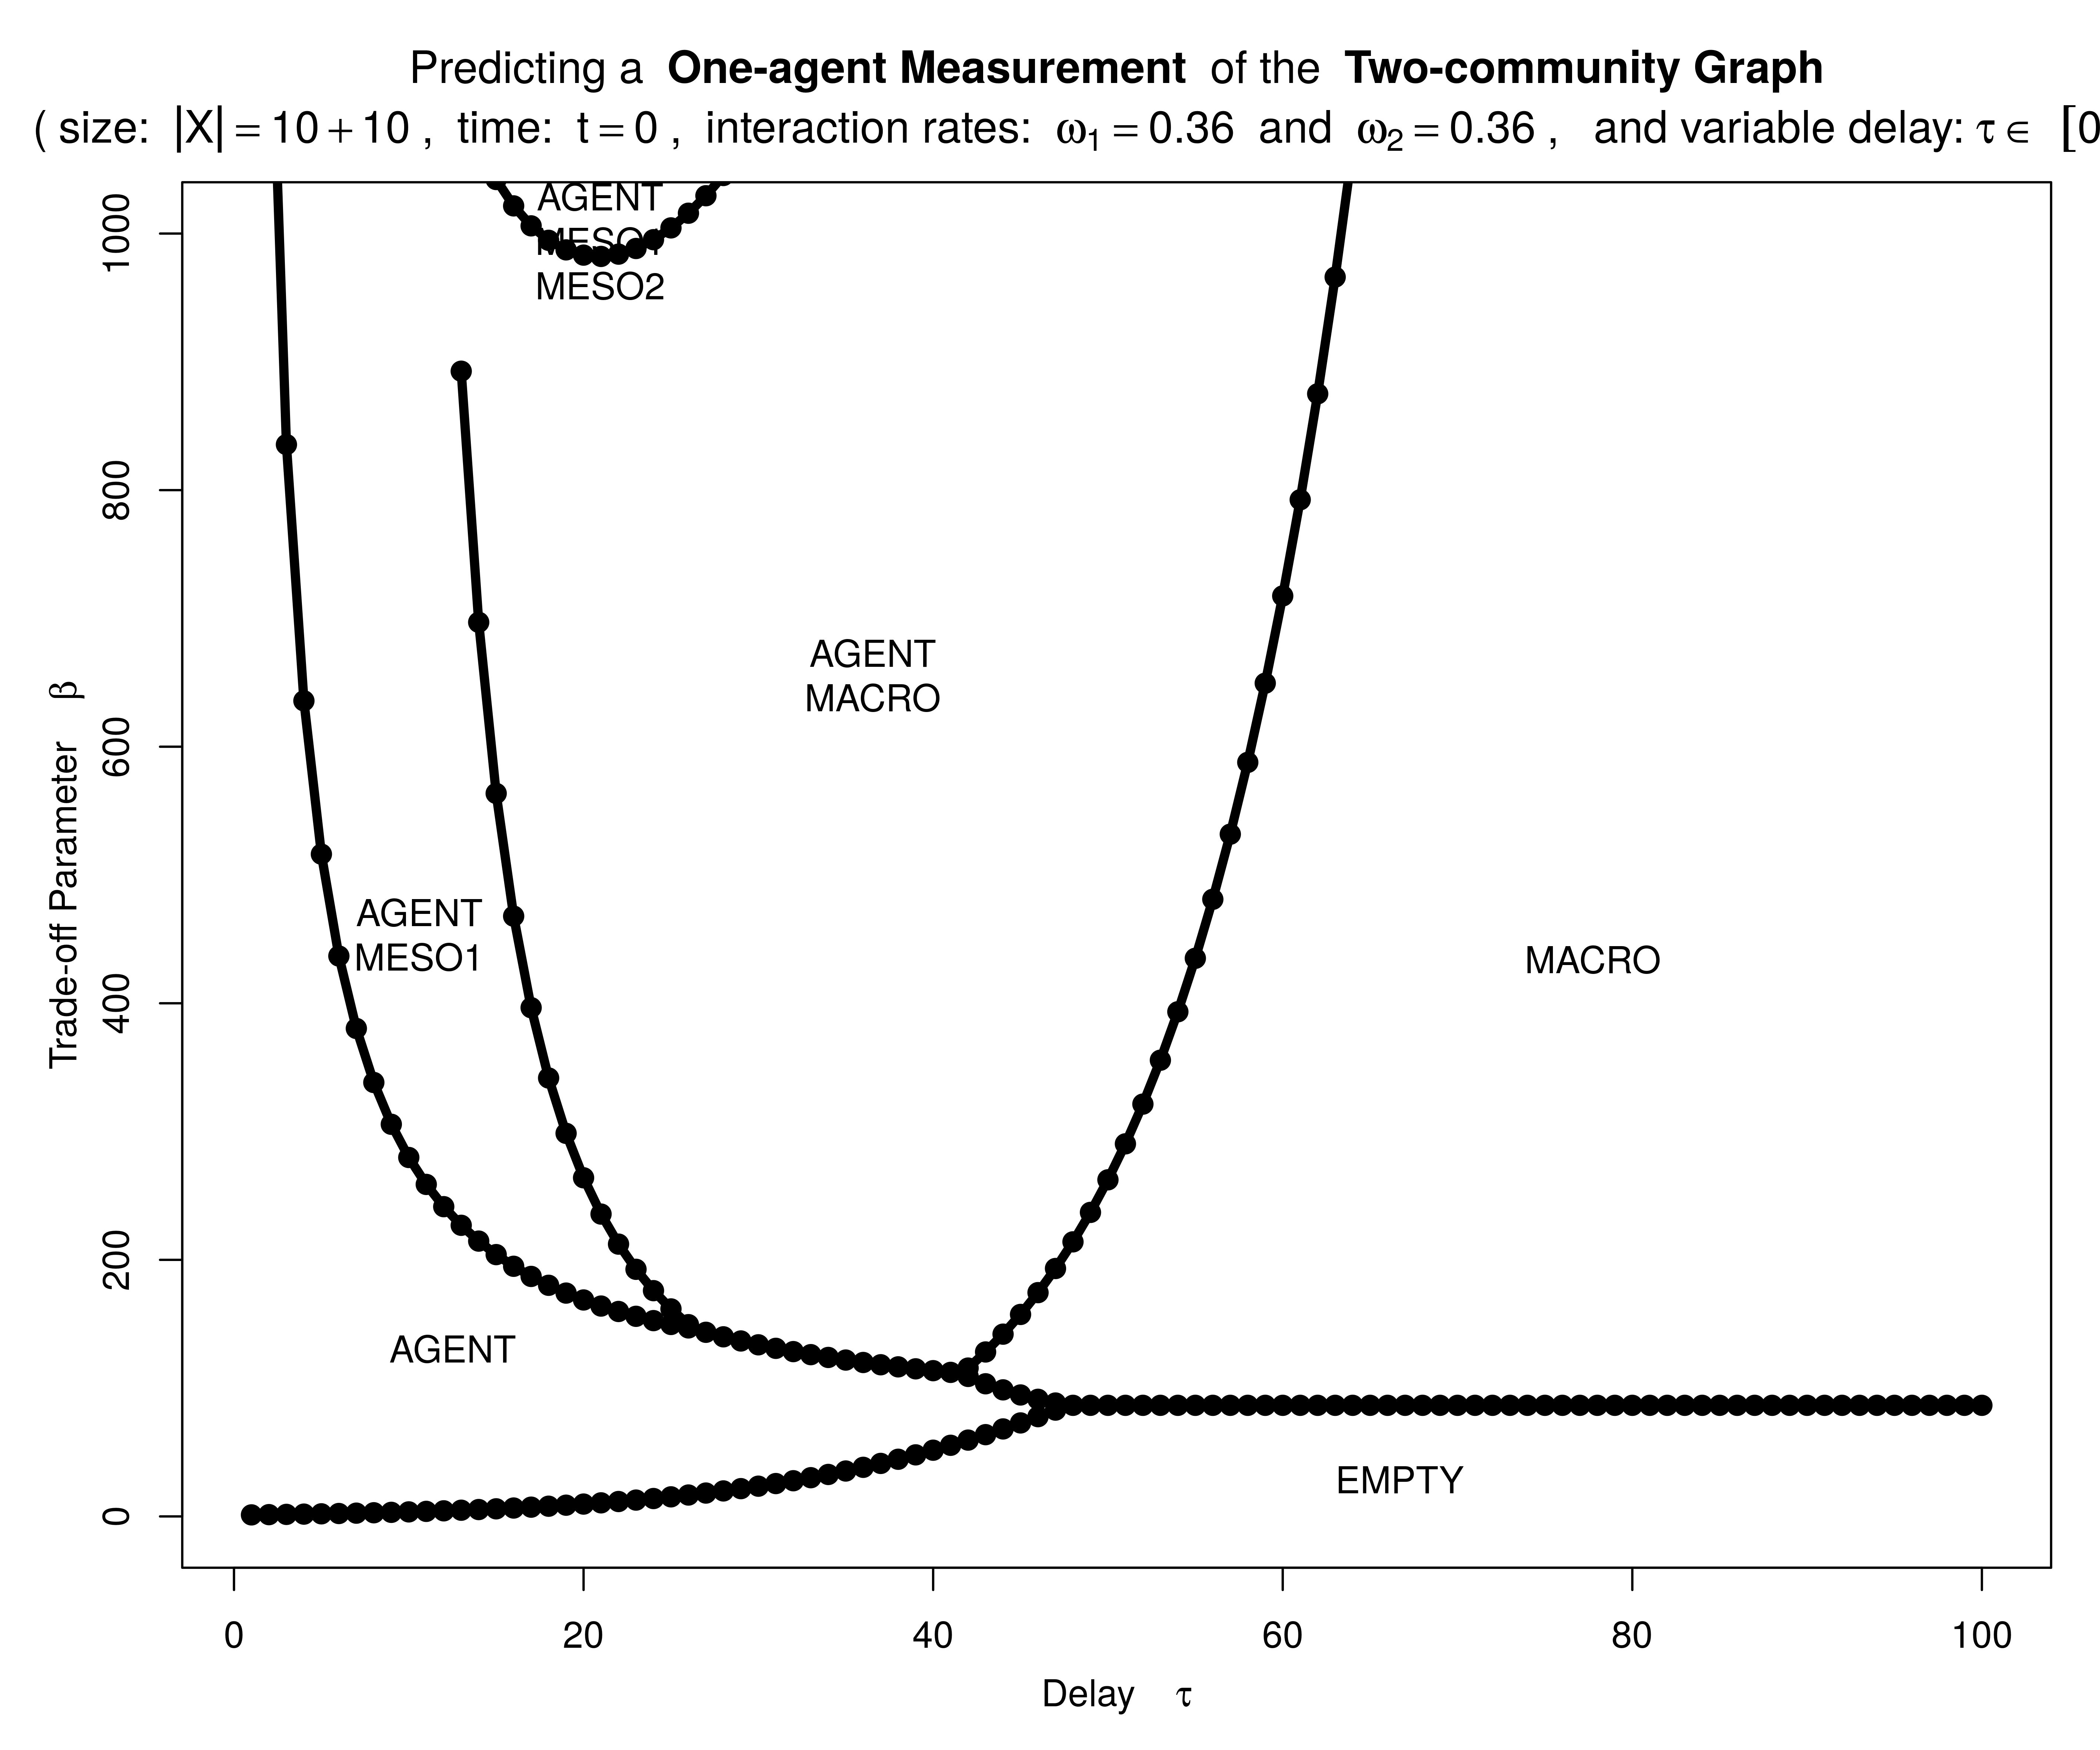 Predicting a One-agent Measurement of the Two-community Graph
( size: |X| = 10 + 10 , time: t = 0 , interaction rates: ω1 = 0.36 and ω2 = 0.36 , and variable delay: τ ∈ [0
AGENT
MESO1
MESO2
AGENT
MACRO
AGENT
MESO1
MACRO
AGENT
EMPTY
Trade-off Parameter β
0
200
400
600
800
1000
0
20
40
60
80
100
Delay τ